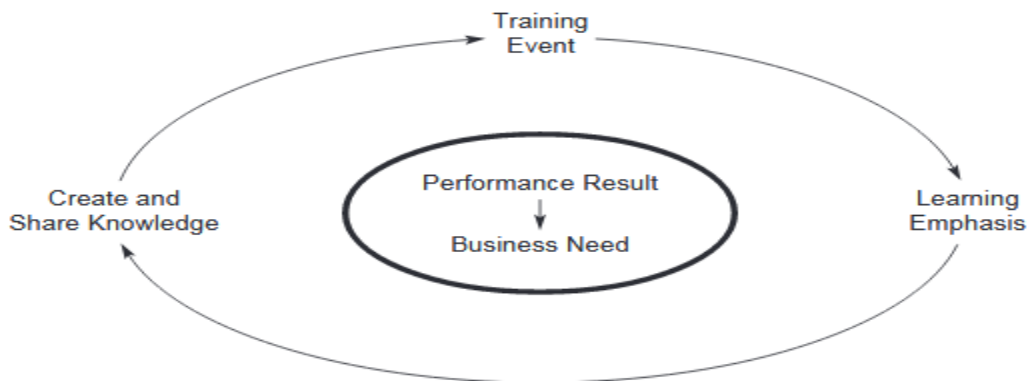 Training
Event
Create and
Share Knowledge
Performance Result
Business Need
Learning
Emphasis